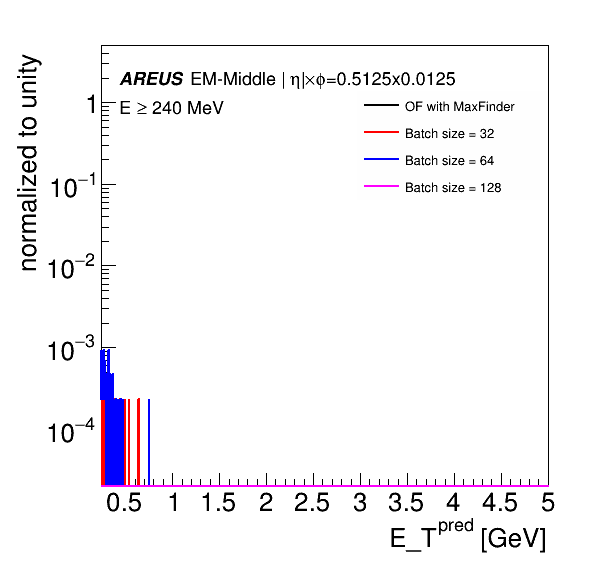 normalized to unity
AREUS EM-Middle | η|×ϕ=0.5125x0.0125
E ≥ 240 MeV
OF with MaxFinder
Batch size = 32
Batch size = 64
Batch size = 128
1
10⁻¹
10⁻²
10⁻³
10⁻⁴
0.5 1 1.5 2 2.5 3 3.5 4 4.5 5
E_T^pred [GeV]